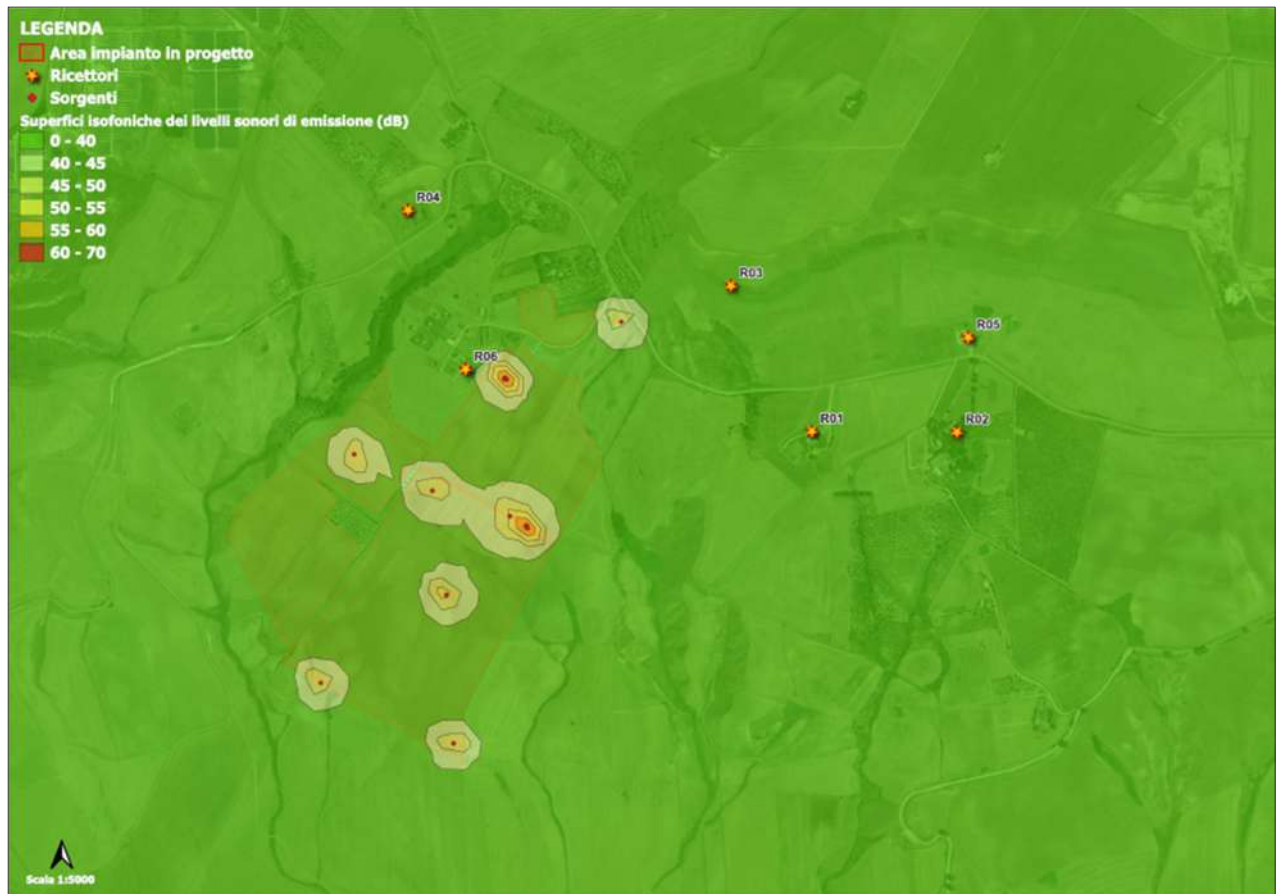 LEGENDA
Area impianto in progetto
Ricettori
Sorgenti
Superfici isofoniche dei livelli sonori di emissione (dB)
0 - 40
40 - 45
45 - 50
50 - 55
55 - 60
60 - 70
R04
R03
R05
R06
R01
R02
Scala 1:5000